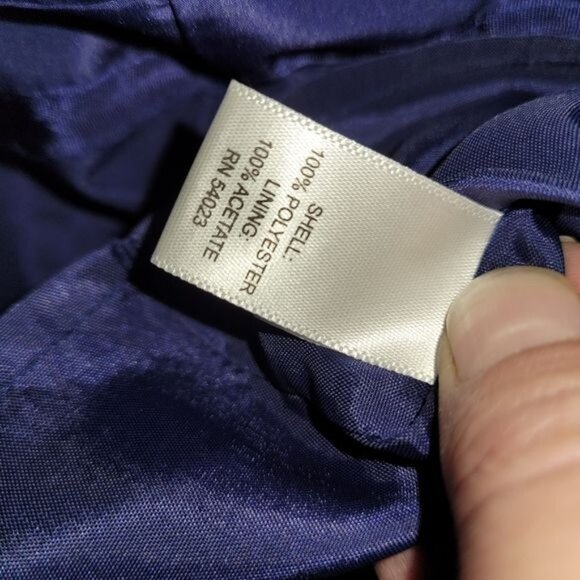 SHELL:
100% POLYESTER
LINING:
100% ACETATE
RN 54023